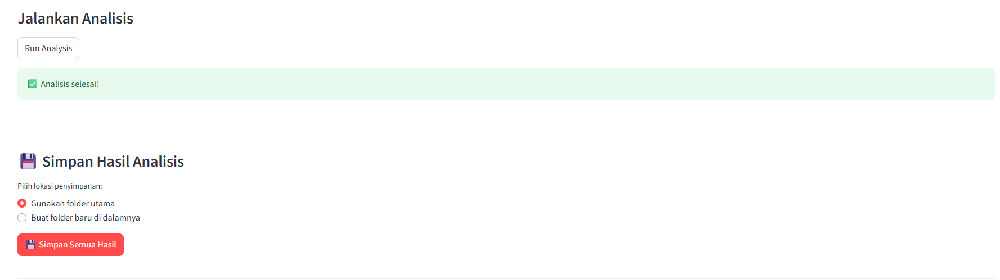 Jalankan Analisis
Run Analysis
✅ Analisis selesai!
💾 Simpan Hasil Analisis
Pilih lokasi penyimpanan:
Gunakan folder utama
Buat folder baru di dalamnya
💾 Simpan Semua Hasil